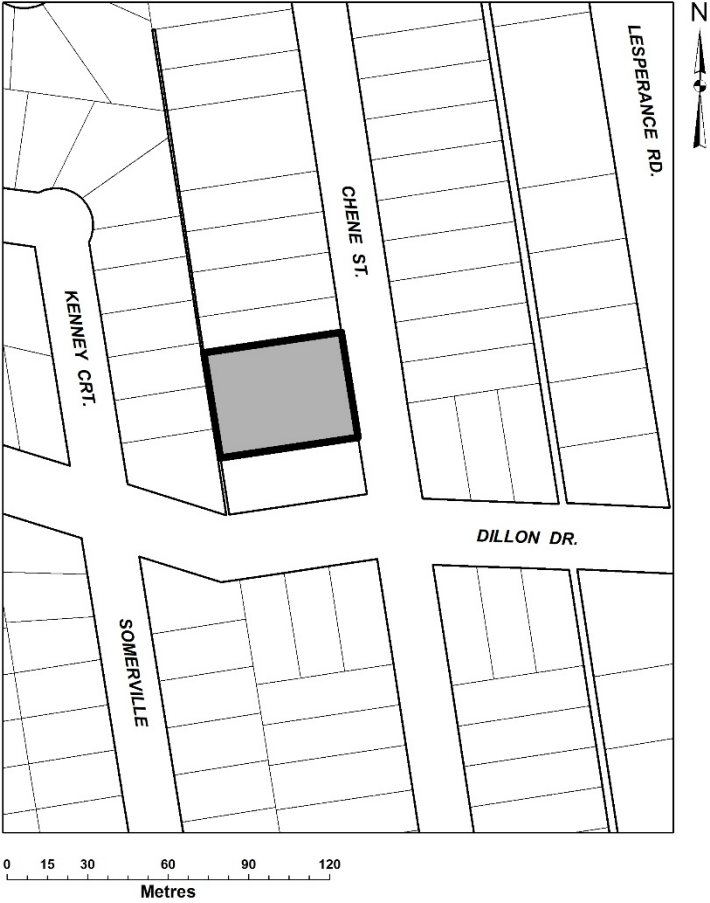 N
LESPERANCE RD.
CHENE ST.
KENNEY CRT.
DILLON DR.
SOMERVILLE
0 15 30 60 90 120
Metres